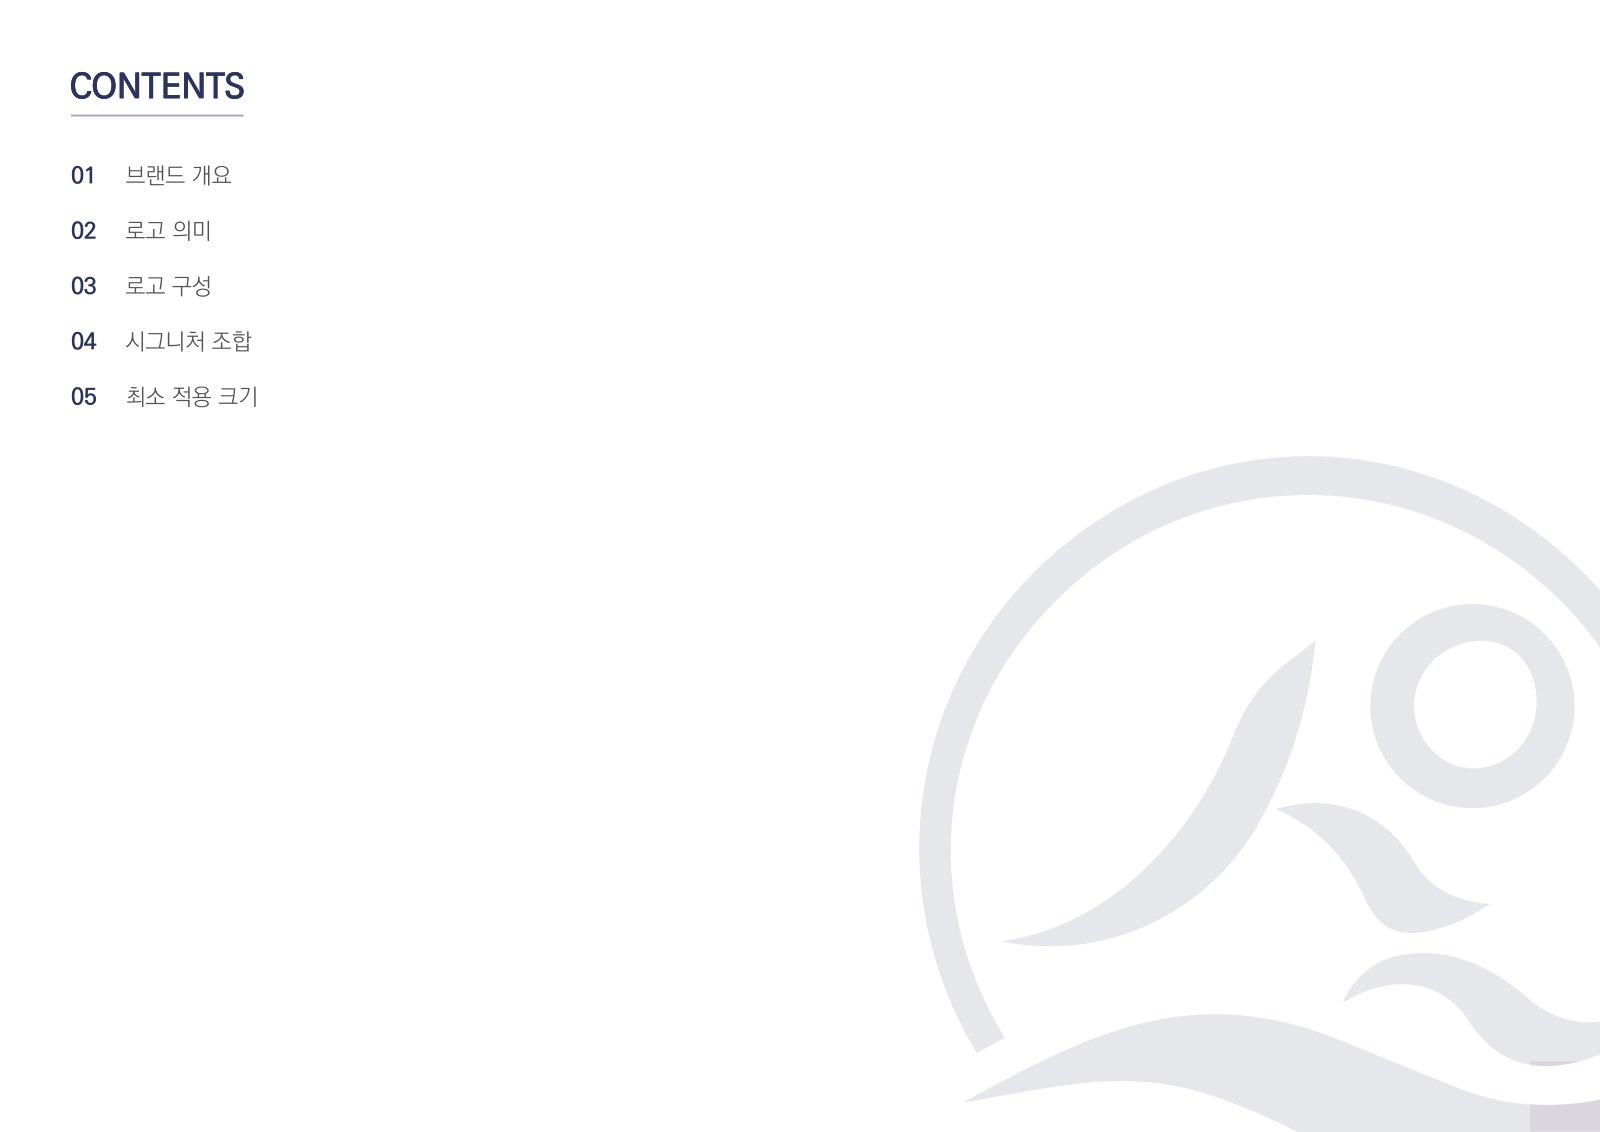 CONTENTS
01 브랜드 개요
02 로고 의미
03 로고 구성
04 시그니처 조합
05 최소 적용 크기